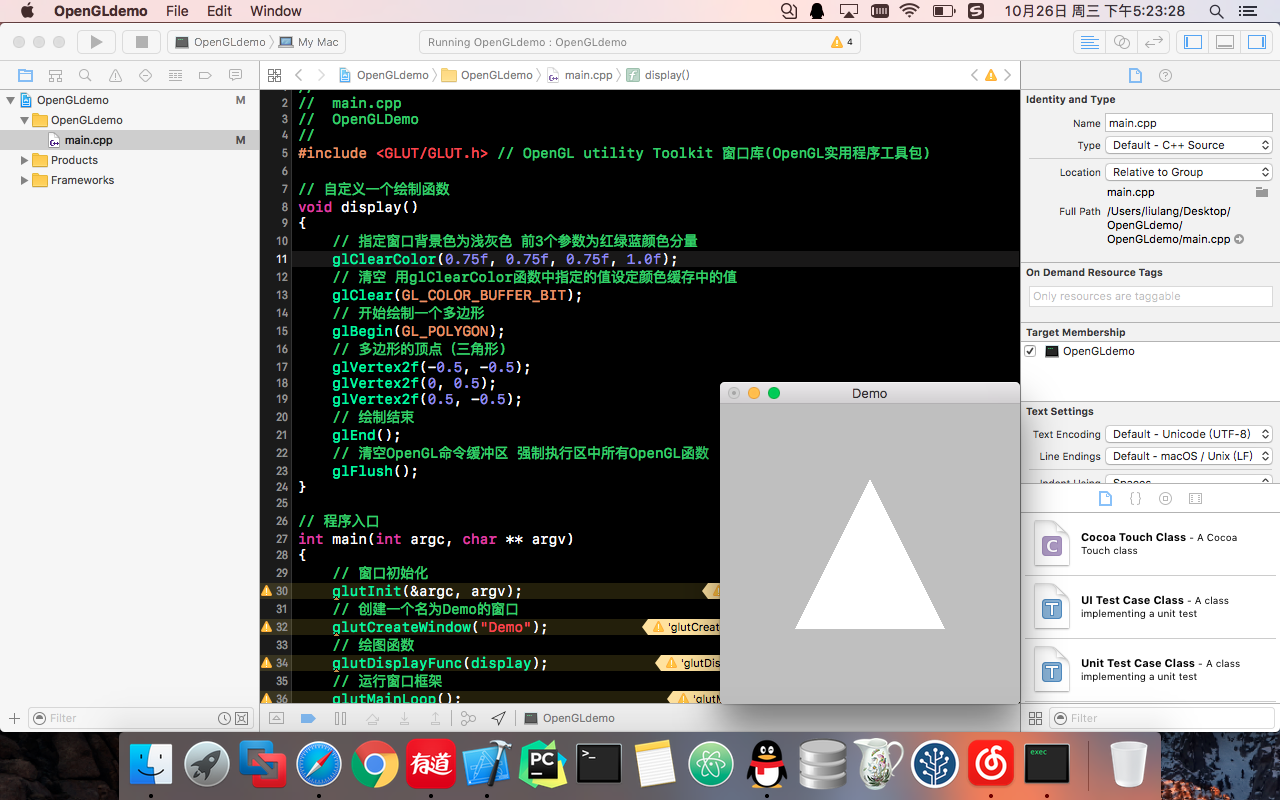 OpenGLdemo File Edit Window 10月26日 周三 下午5:23:28
OpenGLdemo My Mac Running OpenGLdemo : OpenGLdemo 4
OpenGLdemo OpenGLdemo main.cpp display()
OpenGLdemo M
OpenGLdemo
main.cpp M
Products
Frameworks
Filter
2 // main.cpp
3 // OpenGLDemo
4 //
5 #include <GLUT/GLUT.h> // OpenGL utility Toolkit 窗口库(OpenGL实用程序工具包)
6
7 // 自定义一个绘制函数
8 void display()
9 {
10 // 指定窗口背景色为浅灰色 前3个参数为红绿蓝颜色分量
11 glClearColor(0.75f, 0.75f, 0.75f, 1.0f);
12 // 清空 用glClearColor函数中指定的值设定颜色缓存中的值
13 glClear(GL_COLOR_BUFFER_BIT);
14 // 开始绘制一个多边形
15 glBegin(GL_POLYGON);
16 // 多边形的顶点（三角形）
17 glVertex2f(-0.5, -0.5);
18 glVertex2f(0, 0.5);
19 glVertex2f(0.5, -0.5);
20 // 绘制结束
21 glEnd();
22 // 清空OpenGL命令缓冲区 强制执行区中所有OpenGL函数
23 glFlush();
24 }
25
26 // 程序入口
27 int main(int argc, char ** argv)
28 {
29 // 窗口初始化
30 glutInit(&argc, argv);
31 // 创建一个名为Demo的窗口
32 glutCreateWindow("Demo"); 'glutCreat
33 // 绘图函数
34 glutDisplayFunc(display); 'glutDis
35 // 运行窗口框架
36 glutMainLoop(); 'glutM
OpenGLdemo
Demo
Identity and Type
Name main.cpp
Type Default - C++ Source
Location Relative to Group
main.cpp
Full Path /Users/liulang/Desktop/
OpenGLDemo/
OpenGLDemo/main.cpp
On Demand Resource Tags
Only resources are taggable
Target Membership
OpenGLdemo
Text Settings
Text Encoding Default - Unicode (UTF-8)
Line Endings Default - macOS / Unix (LF)
Indent Using Spaces
C Cocoa Touch Class - A Cocoa
Touch class
T UI Test Case Class - A class
implementing a unit test
T Unit Test Case Class - A class
implementing a unit test
Filter
有道 PC exec